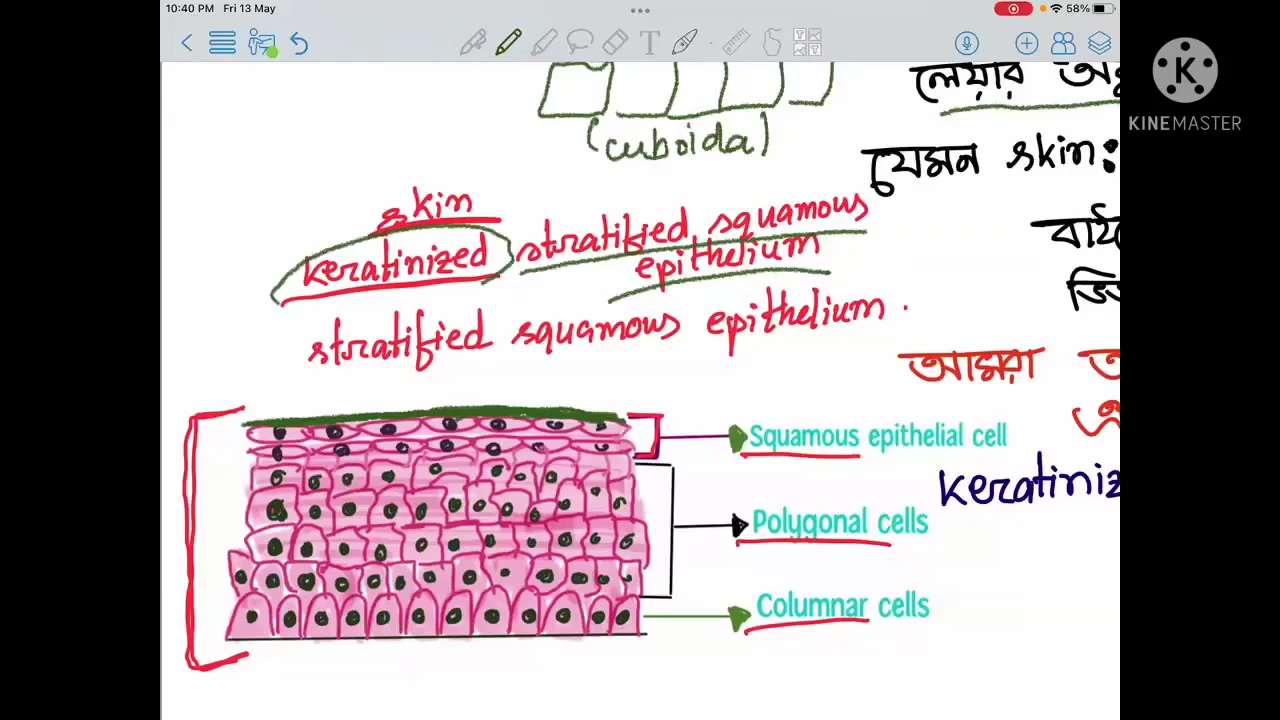 10:40 PM Fri 13 May
58%
K
KINEMASTER
T
লেয়ার
(cuboida)
যেমন skin:
skin
keratinized stratified squamous
epithelium
stratified squamous epithelium.
আমরা
Squamous epithelial cell
keratiniz
Polygonal cells
Columnar cells